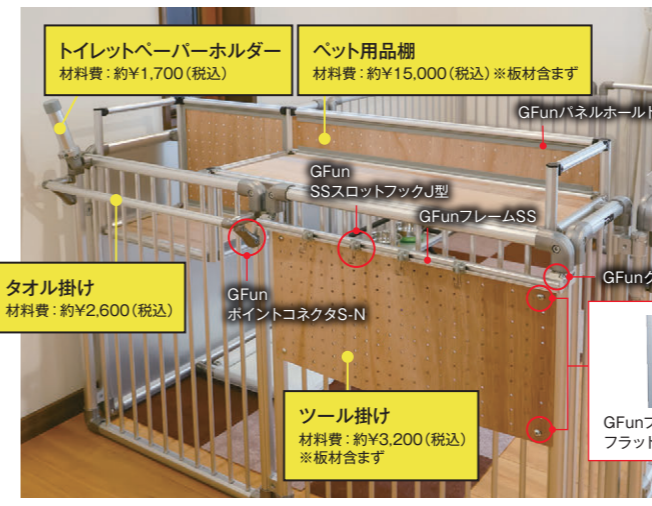 トイレットペーパーホルダー
材料費：約¥1,700（税込）
ペット用品棚
材料費：約¥15,000（税込）※板材含まず
GFunパネルホールド
GFun
SSスロットフックJ型
GFunフレームSS
タオル掛け
材料費：約¥2,600（税込）
GFun
ポイントコネクタS-N
GFunク
ツール掛け
材料費：約¥3,200（税込）
※板材含まず
GFunフ
フラット